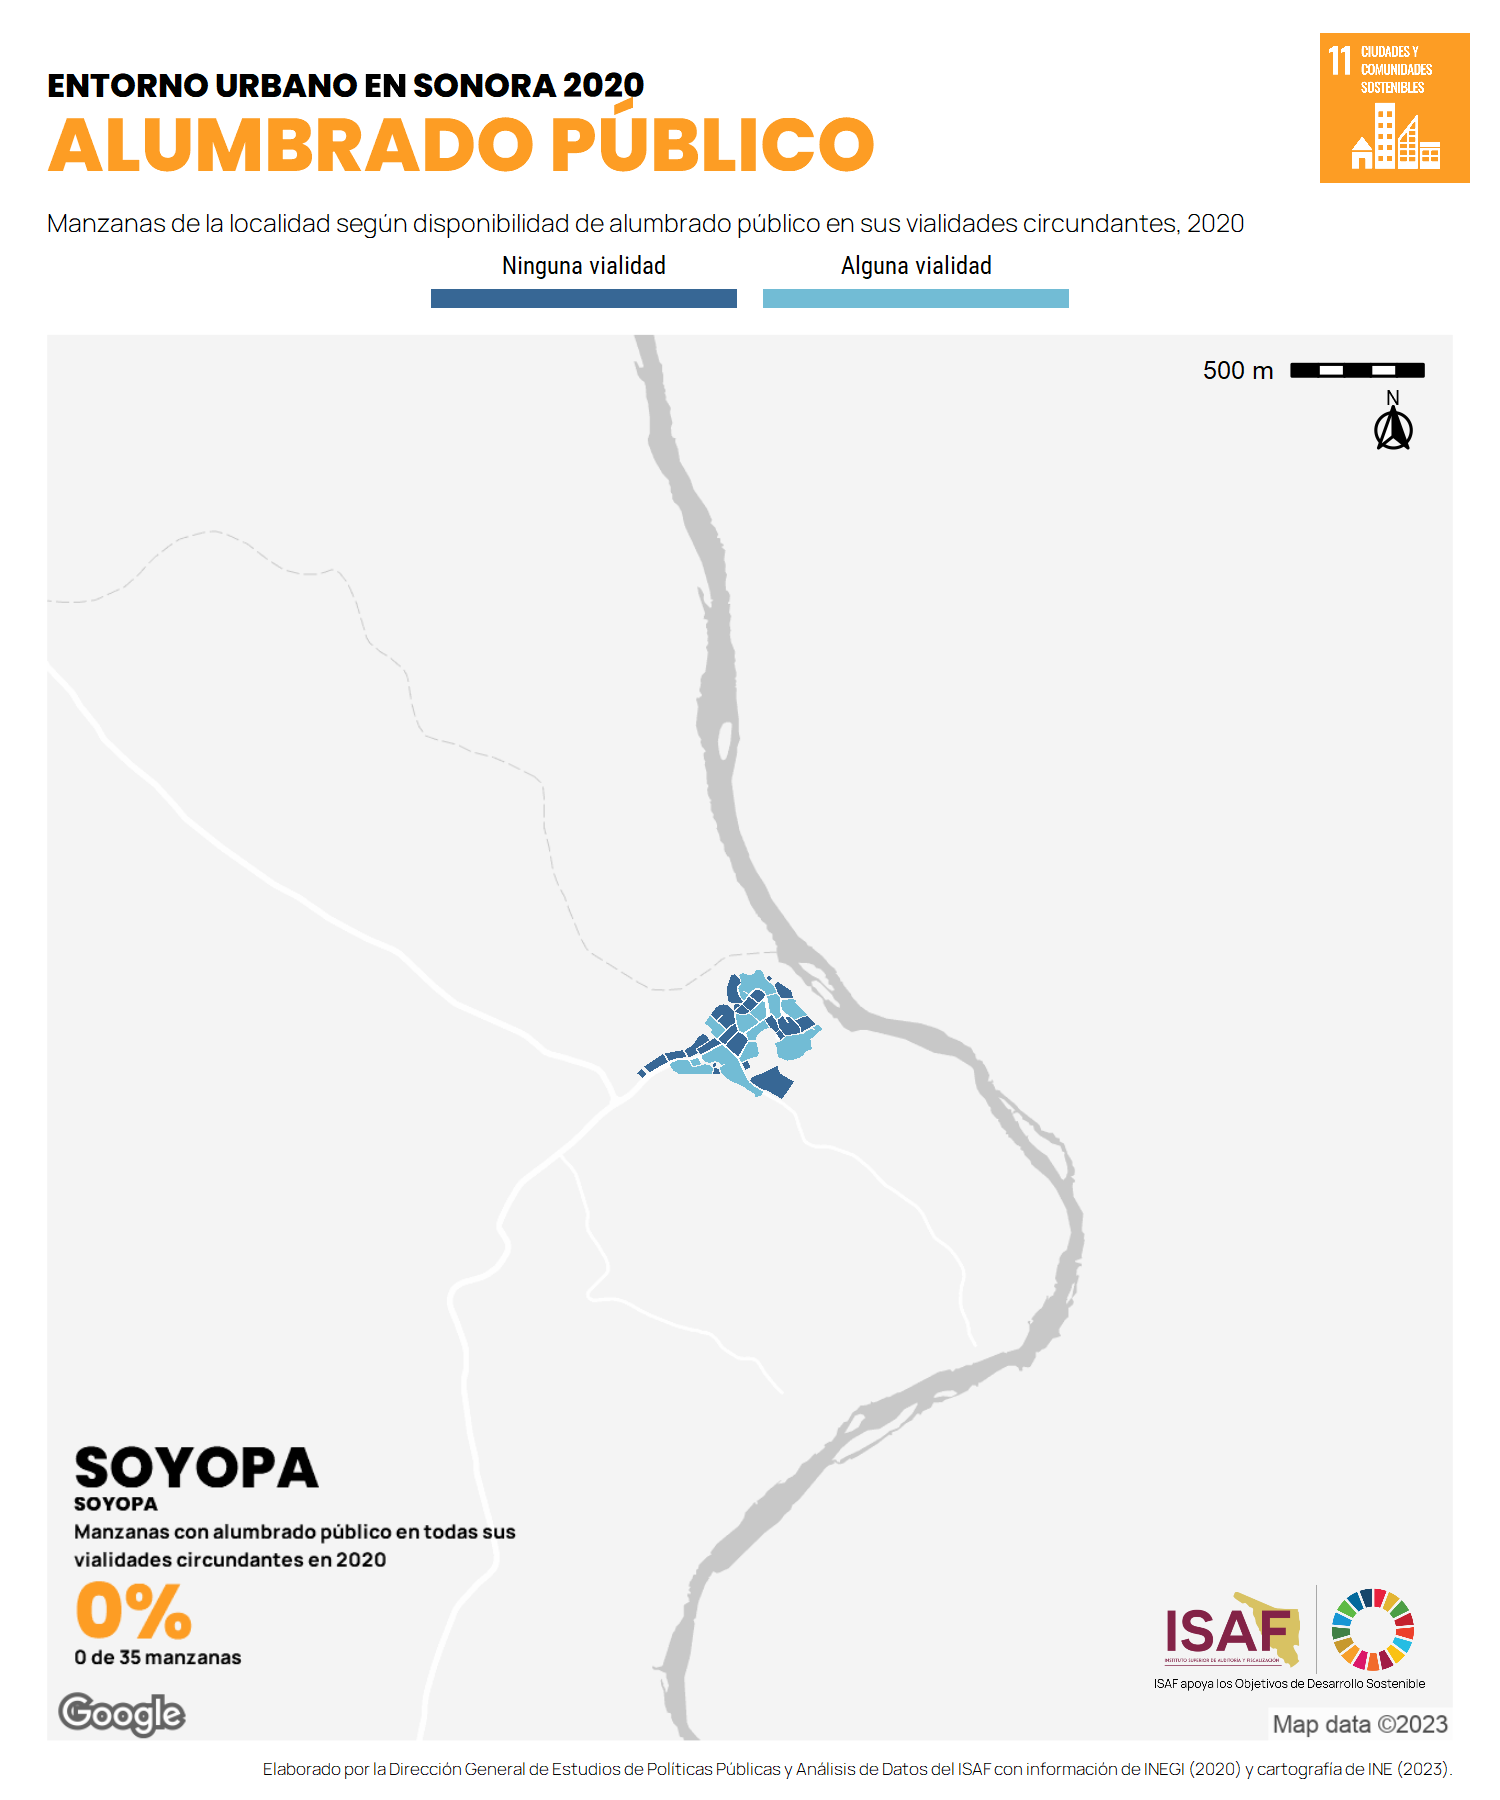 11 CIUDADES Y
COMUNIDADES
SOSTENIBLES
ENTORNO URBANO EN SONORA 2020
ALUMBRADO PÚBLICO
Manzanas de la localidad según disponibilidad de alumbrado público en sus vialidades circundantes, 2020
Ninguna vialidad
Alguna vialidad
500 m
N
SOYOPA
SOYOPA
Manzanas con alumbrado público en todas sus
vialidades circundantes en 2020
0%
0 de 35 manzanas
ISAF
INSTITUTO SUPERIOR DE AUDITORÍA Y FISCALIZACIÓN
ISAF apoya los Objetivos de Desarrollo Sostenible
Google
Map data ©2023
Elaborado por la Dirección General de Estudios de Políticas Públicas y Análisis de Datos del ISAF con información de INEGI (2020) y cartografía de INE (2023).